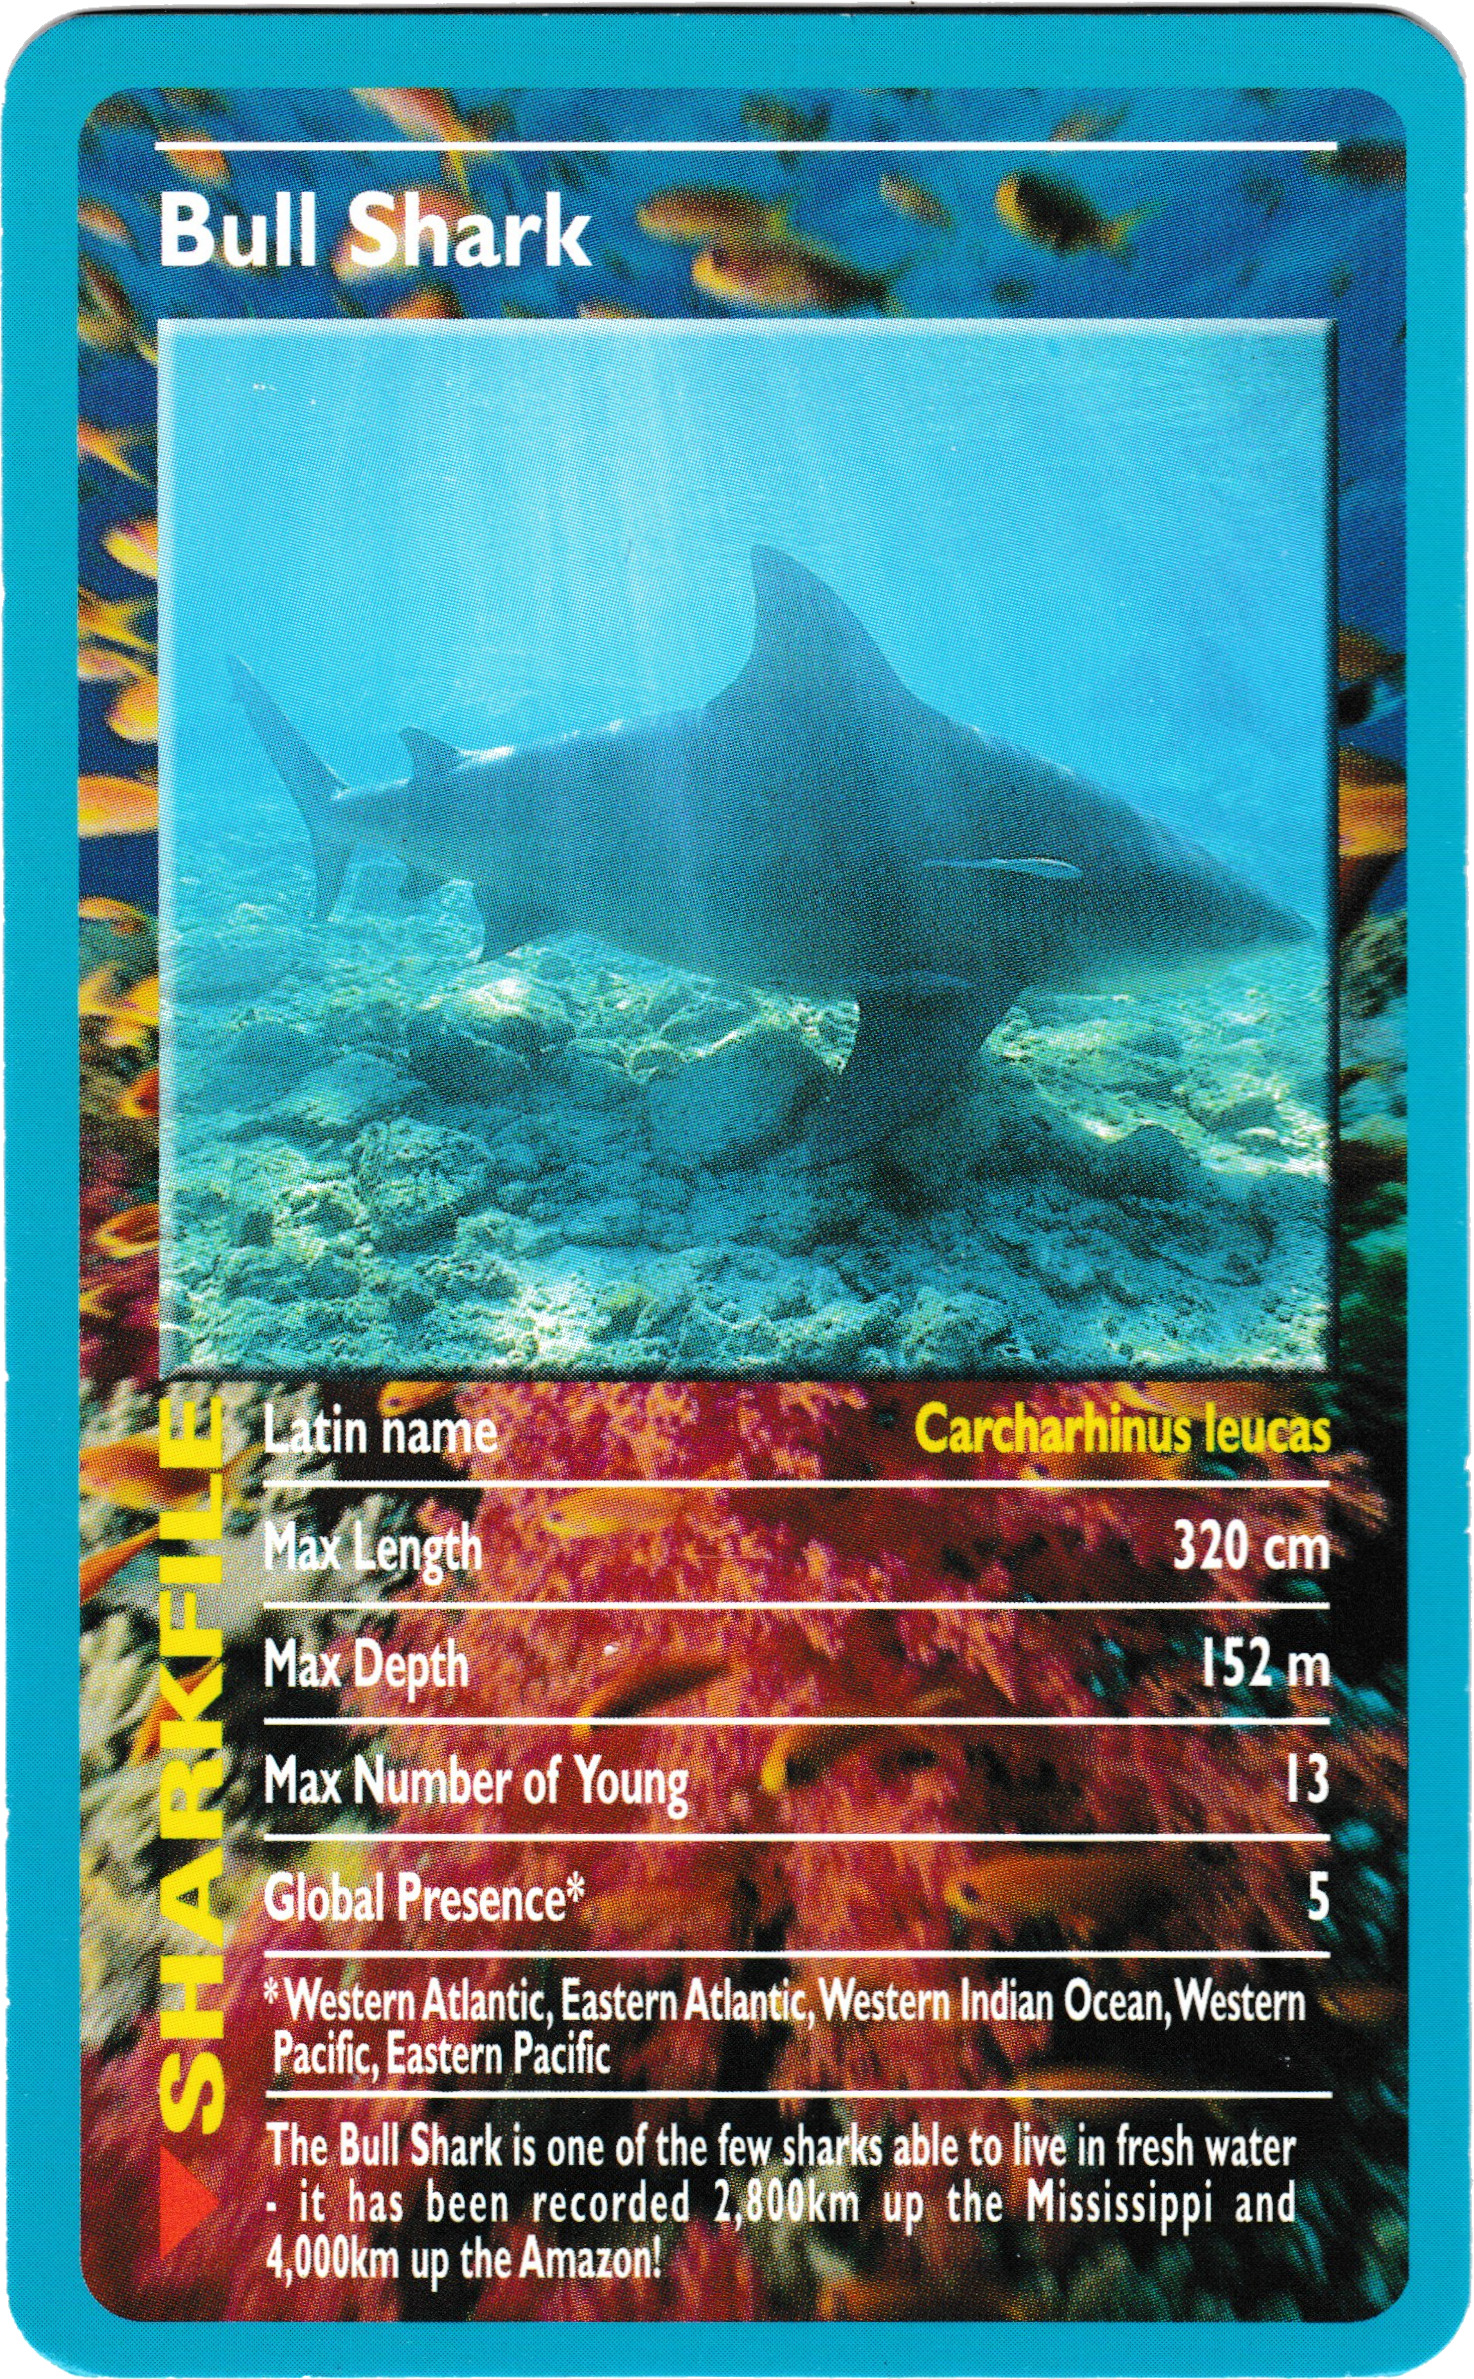 Bull Shark
SHARKFILE
Latin name Carcharhinus leucas
Max Length 320 cm
Max Depth 152 m
Max Number of Young 13
Global Presence* 5
* Western Atlantic, Eastern Atlantic, Western Indian Ocean, Western
Pacific, Eastern Pacific
The Bull Shark is one of the few sharks able to live in fresh water
- it has been recorded 2,800km up the Mississippi and
4,000km up the Amazon!